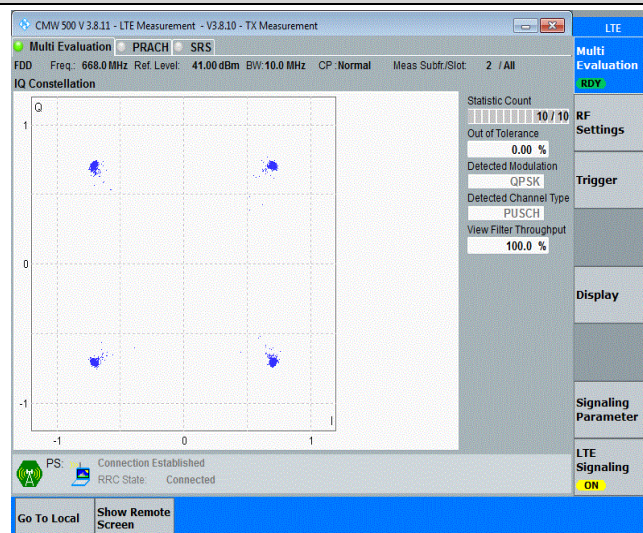 CMW 500 V 3.8.11 - LTE Measurement - V3.8.10 - TX Measurement
LTE
Multi Evaluation PRACH SRS
FDD Freq.: 668.0 MHz Ref. Level: 41.00 dBm BW: 10.0 MHz CP : Normal Meas Subfr./Slot: 2 / All
IQ Constellation
Q
1
0
-1
I
-1 0 1
Statistic Count
10 / 10
Out of Tolerance
0.00 %
Detected Modulation
QPSK
Detected Channel Type
PUSCH
View Filter Throughput
100.0 %
Multi
Evaluation
RDY
RF
Settings
Trigger
Display
Signaling
Parameter
LTE
Signaling
ON
PS: Connection Established
RRC State: Connected
Go To Local
Show Remote
Screen